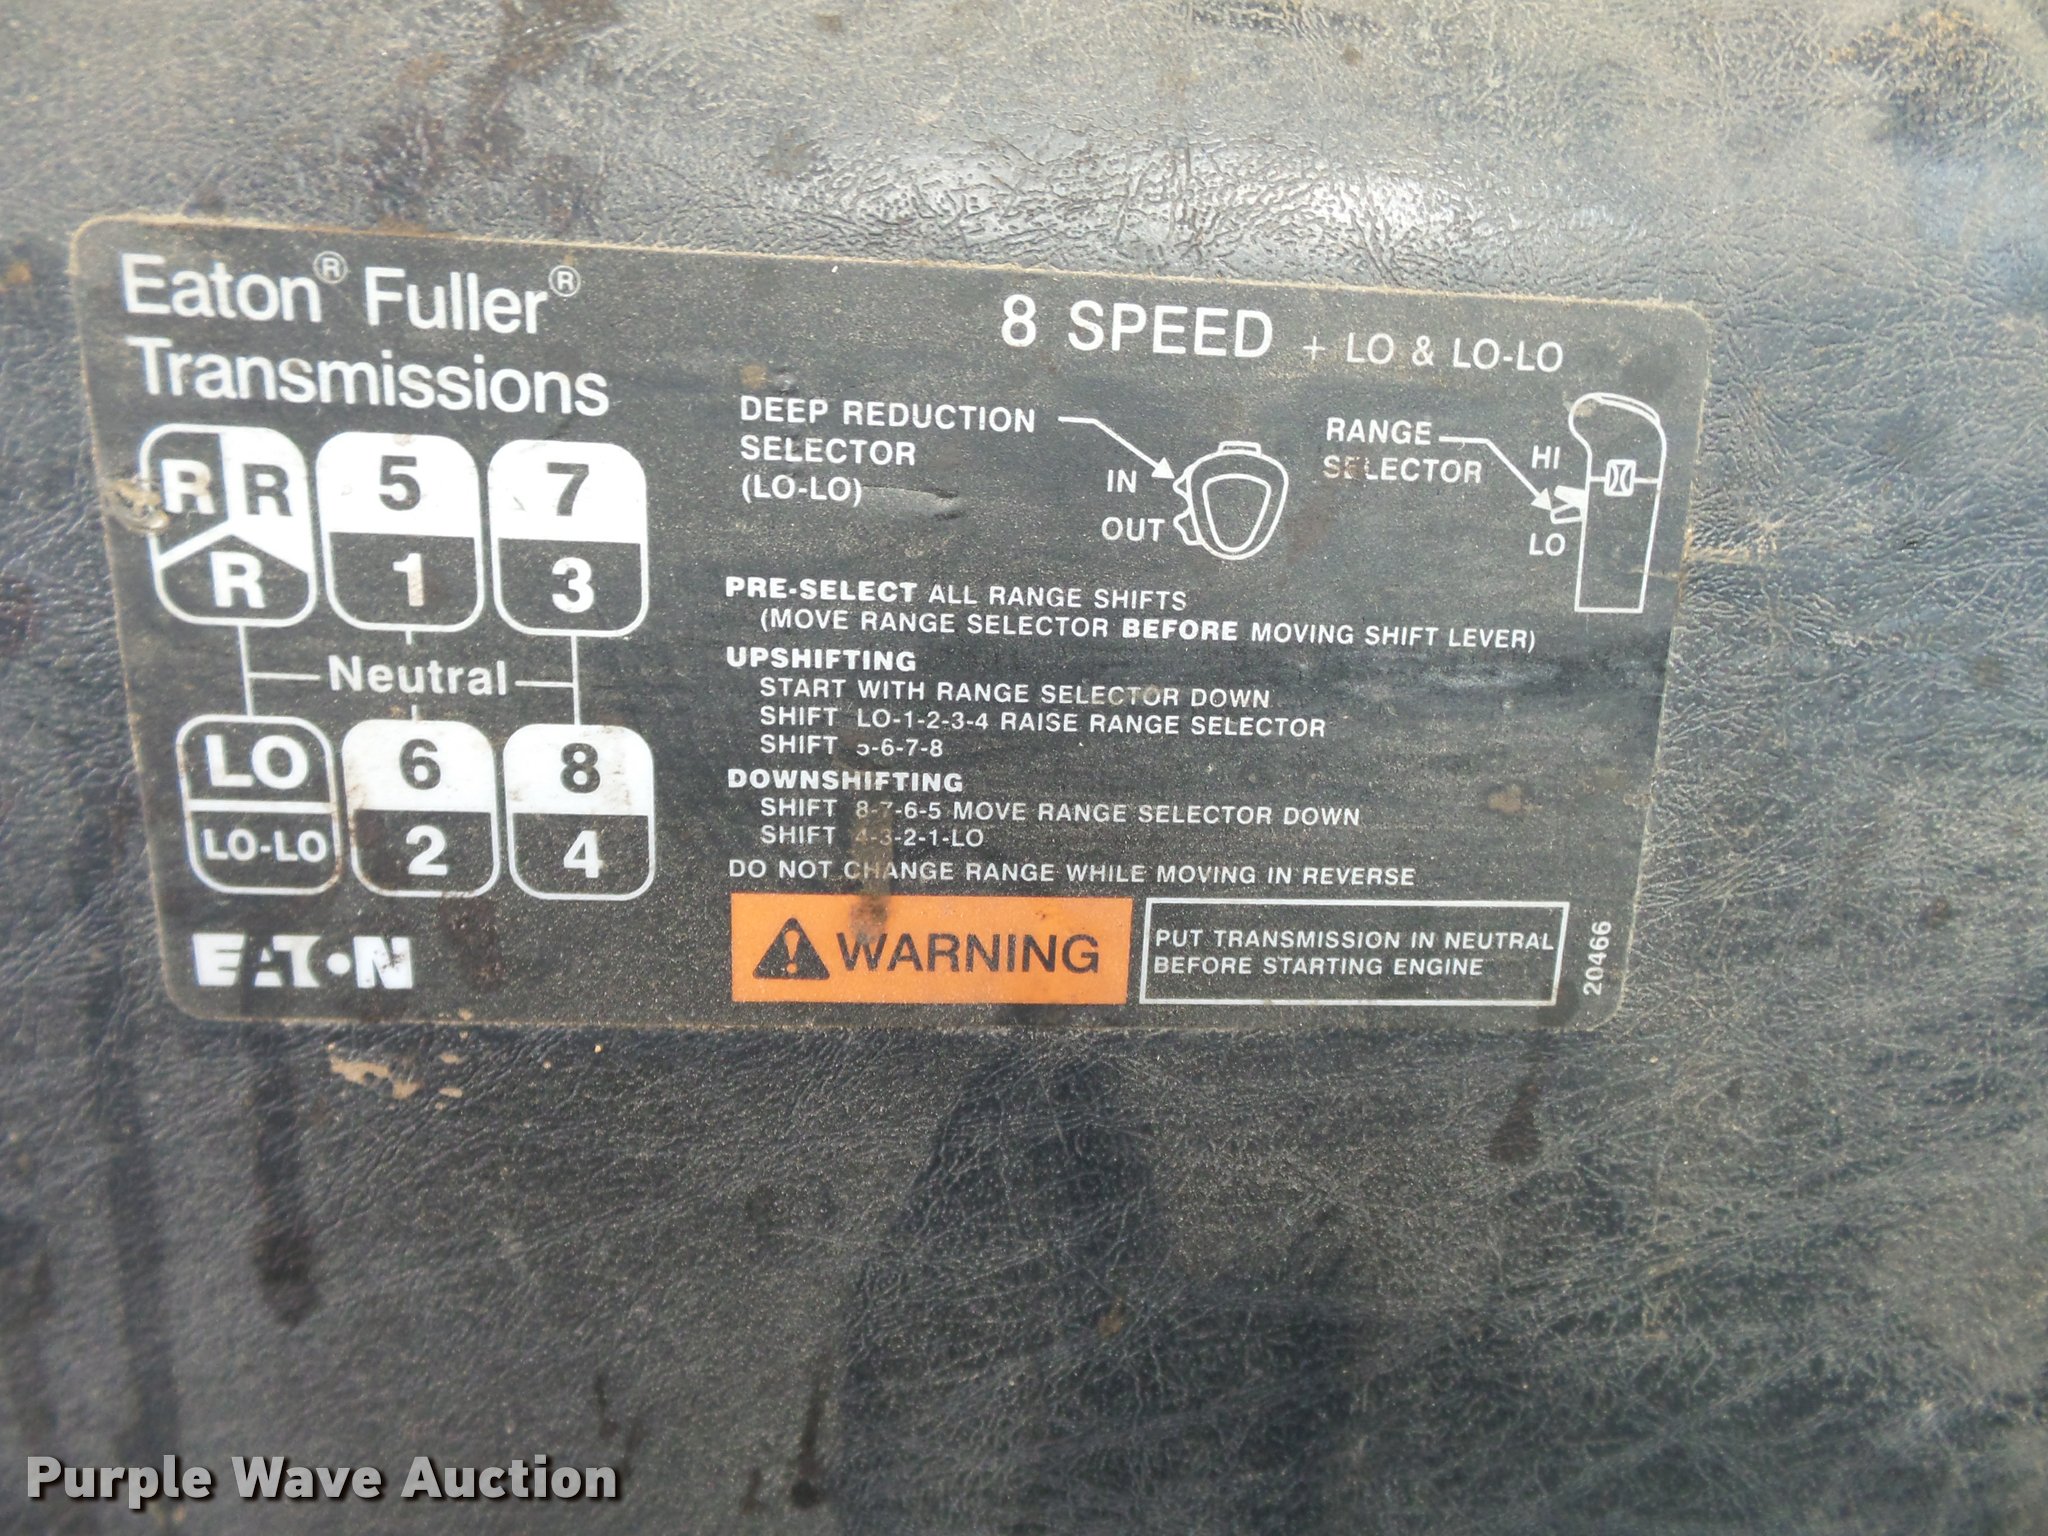 Eaton® Fuller®
Transmissions
8 SPEED + LO & LO-LO
R R 5 7
R 1 3
Neutral
LO 6 8
LO-LO 2 4
EATON
DEEP REDUCTION
SELECTOR
(LO-LO)
IN
OUT
RANGE
SELECTOR
HI
LO
PRE-SELECT ALL RANGE SHIFTS
(MOVE RANGE SELECTOR BEFORE MOVING SHIFT LEVER)
UPSHIFTING
START WITH RANGE SELECTOR DOWN
SHIFT LO-1-2-3-4 RAISE RANGE SELECTOR
SHIFT 5-6-7-8
DOWNSHIFTING
SHIFT 8-7-6-5 MOVE RANGE SELECTOR DOWN
SHIFT 4-3-2-1-LO
DO NOT CHANGE RANGE WHILE MOVING IN REVERSE
WARNING
PUT TRANSMISSION IN NEUTRAL
BEFORE STARTING ENGINE
20466
Purple Wave Auction